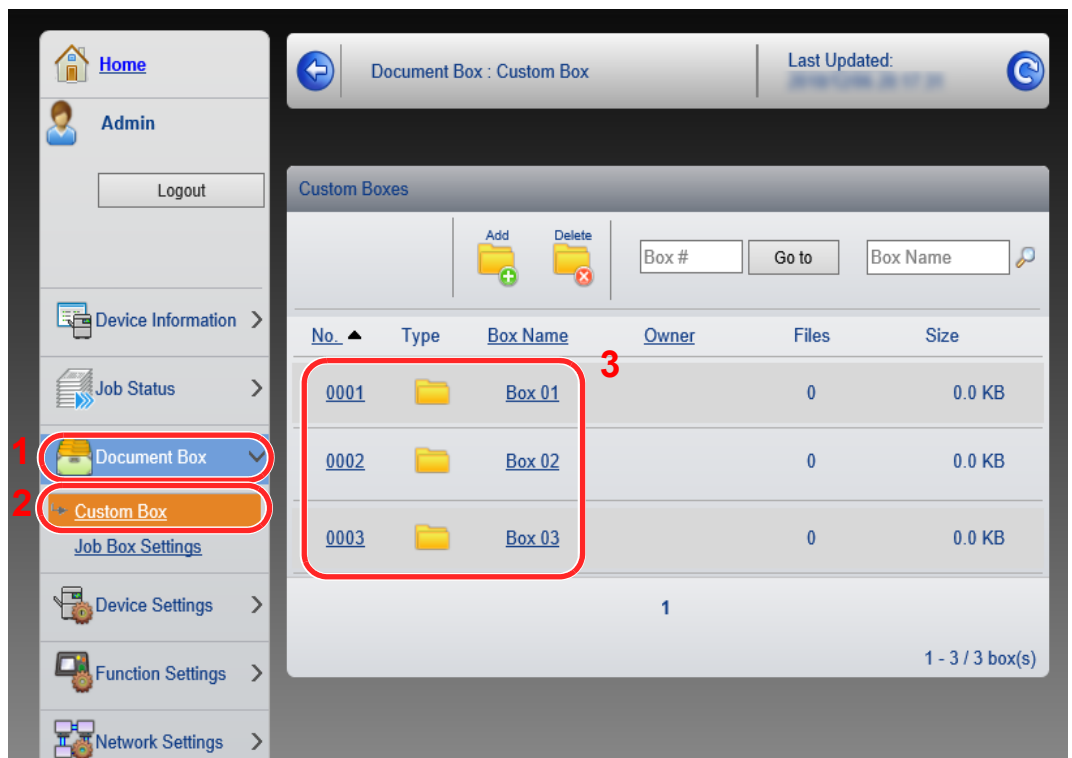 Home
Admin
Logout
Device Information
Job Status
1
Document Box
2
Custom Box
Job Box Settings
Device Settings
Function Settings
Network Settings
Document Box : Custom Box
Last Updated:
Custom Boxes
Add
Delete
Box #
Go to
Box Name
No. ▲ Type Box Name Owner Files Size
3
0001 Box 01 0 0.0 KB
0002 Box 02 0 0.0 KB
0003 Box 03 0 0.0 KB
1
1 - 3 / 3 box(s)